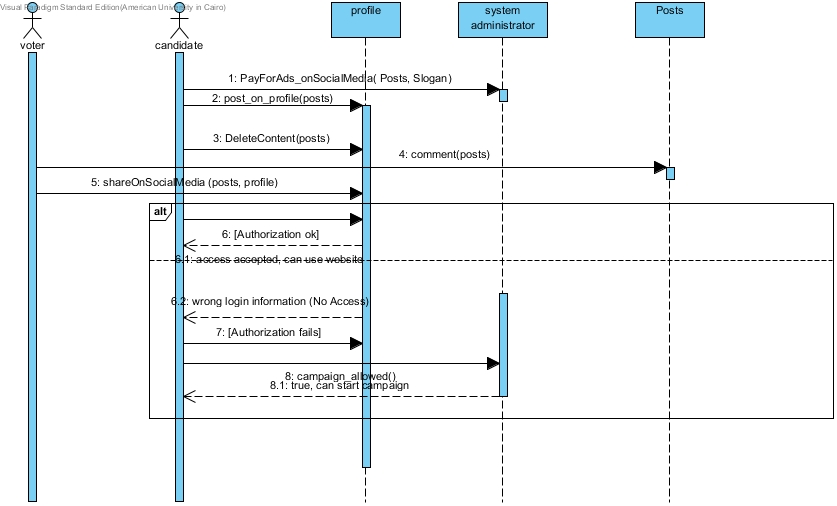 Visual Paradigm Standard Edition(American University in Cairo)
voter
candidate
profile
system
administrator
Posts
1: PayForAds_onSocialMedia( Posts, Slogan)
2: post_on_profile(posts)
3: DeleteContent(posts)
4: comment(posts)
5: shareOnSocialMedia (posts, profile)
alt
6: [Authorization ok]
6.1: access accepted, can use website
6.2: wrong login information (No Access)
7: [Authorization fails]
8: campaign_allowed()
8.1: true, can start campaign